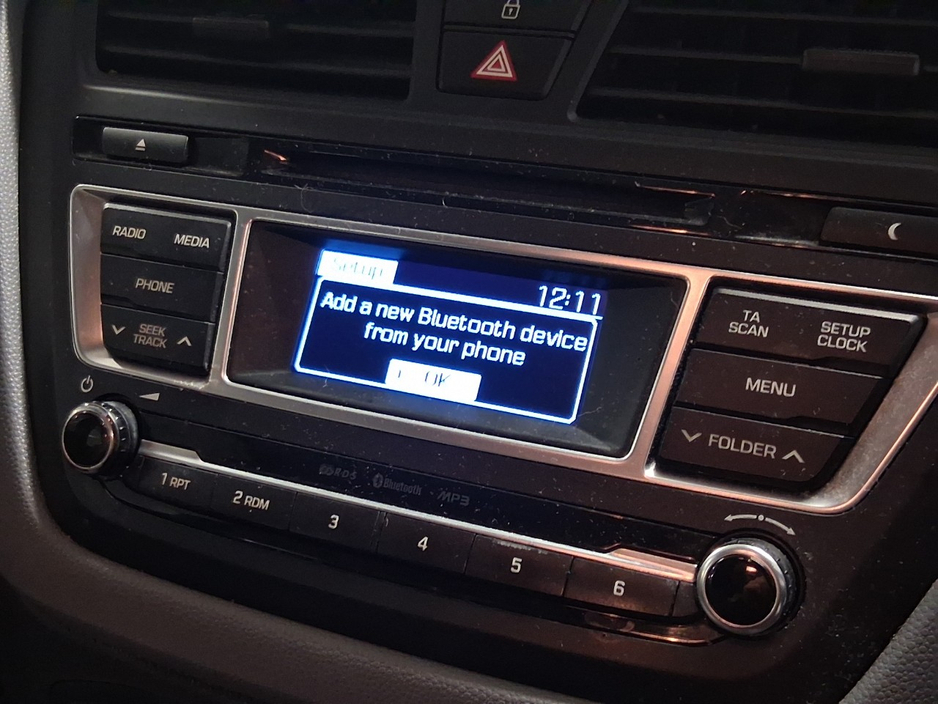 RADIO
MEDIA
PHONE
SEEK
TRACK
Setup
12:11
Add a new Bluetooth device
from your phone
OK
TA
SCAN
SETUP
CLOCK
MENU
FOLDER
RDS
Bluetooth
MP3
1 RPT
2 RDM
3
4
5
6